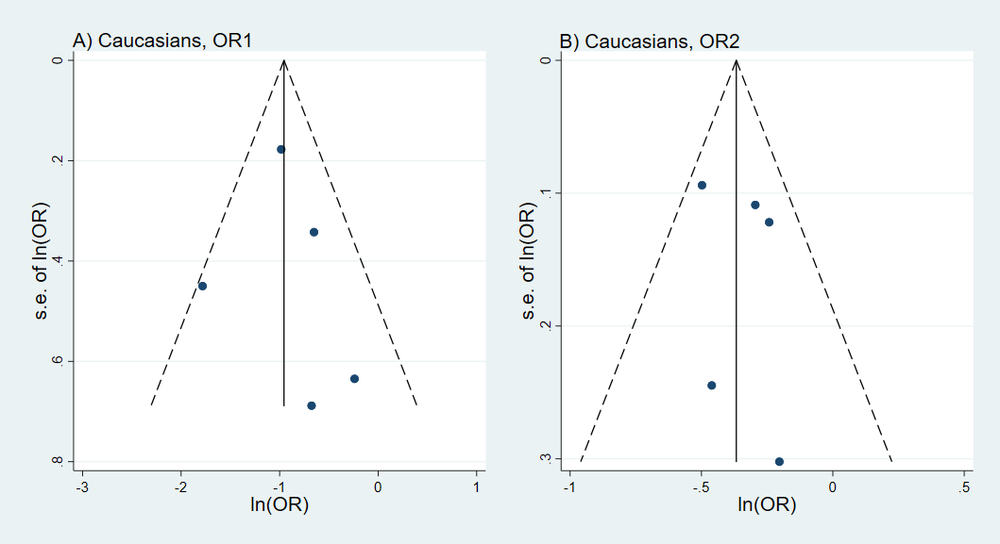 A) Caucasians, OR1
0
.2
.4
.6
.8
s.e. of ln(OR)
-3 -2 -1 0 1
ln(OR)
B) Caucasians, OR2
0
.1
.2
.3
s.e. of ln(OR)
-1 -.5 0 .5
ln(OR)